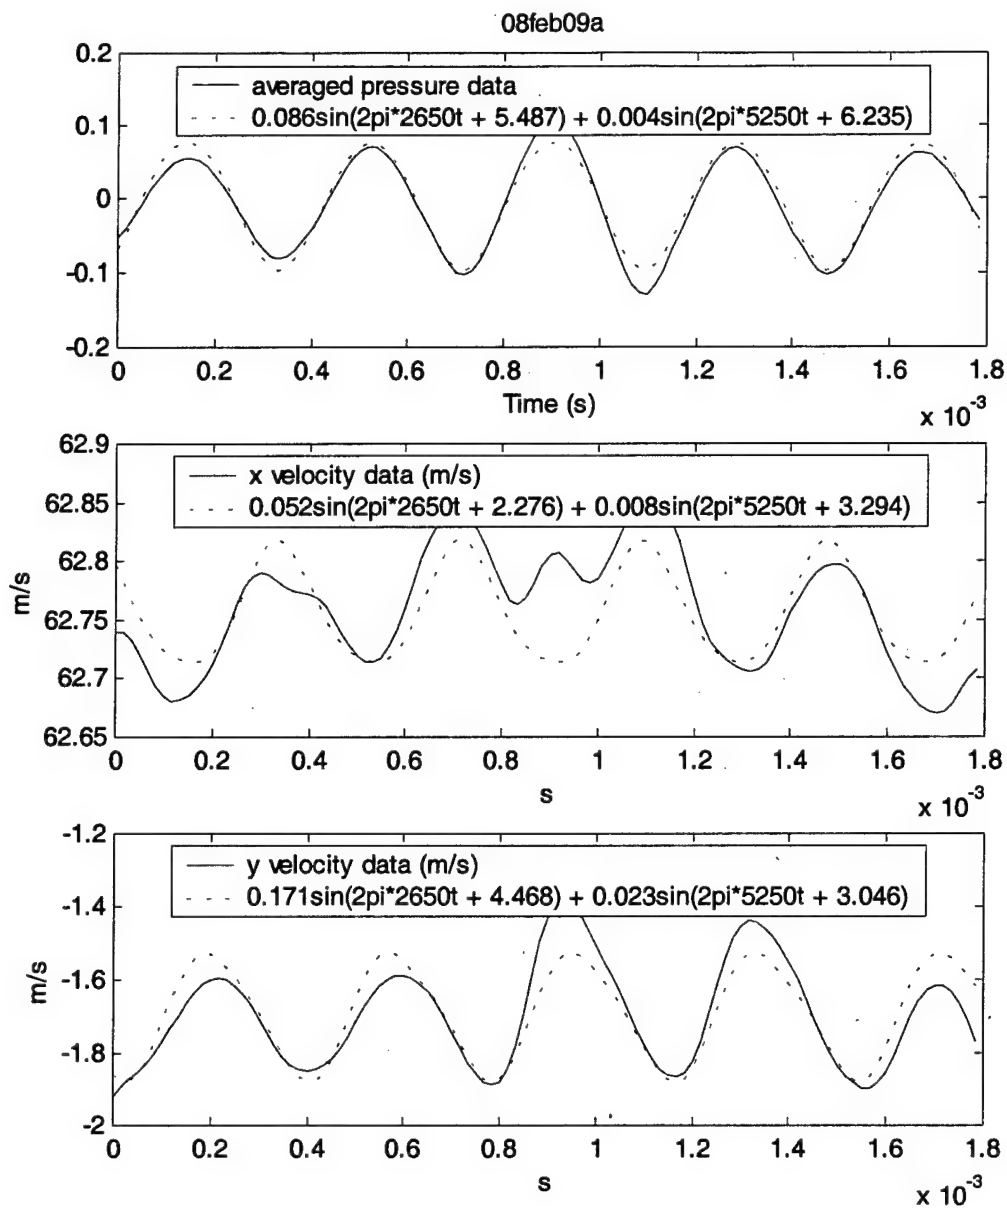 08feb09a
0.2
averaged pressure data
0.086sin(2pi*2650t + 5.487) + 0.004sin(2pi*5250t + 6.235)
0.1
0
-0.1
-0.2
0 0.2 0.4 0.6 0.8 1 1.2 1.4 1.6 1.8
Time (s)
x 10^-3
62.9
x velocity data (m/s)
0.052sin(2pi*2650t + 2.276) + 0.008sin(2pi*5250t + 3.294)
62.85
62.8
m/s
62.75
62.7
62.65
0 0.2 0.4 0.6 0.8 1 1.2 1.4 1.6 1.8
s
x 10^-3
-1.2
y velocity data (m/s)
0.171sin(2pi*2650t + 4.468) + 0.023sin(2pi*5250t + 3.046)
-1.4
m/s
-1.6
-1.8
-2
0 0.2 0.4 0.6 0.8 1 1.2 1.4 1.6 1.8
s
x 10^-3